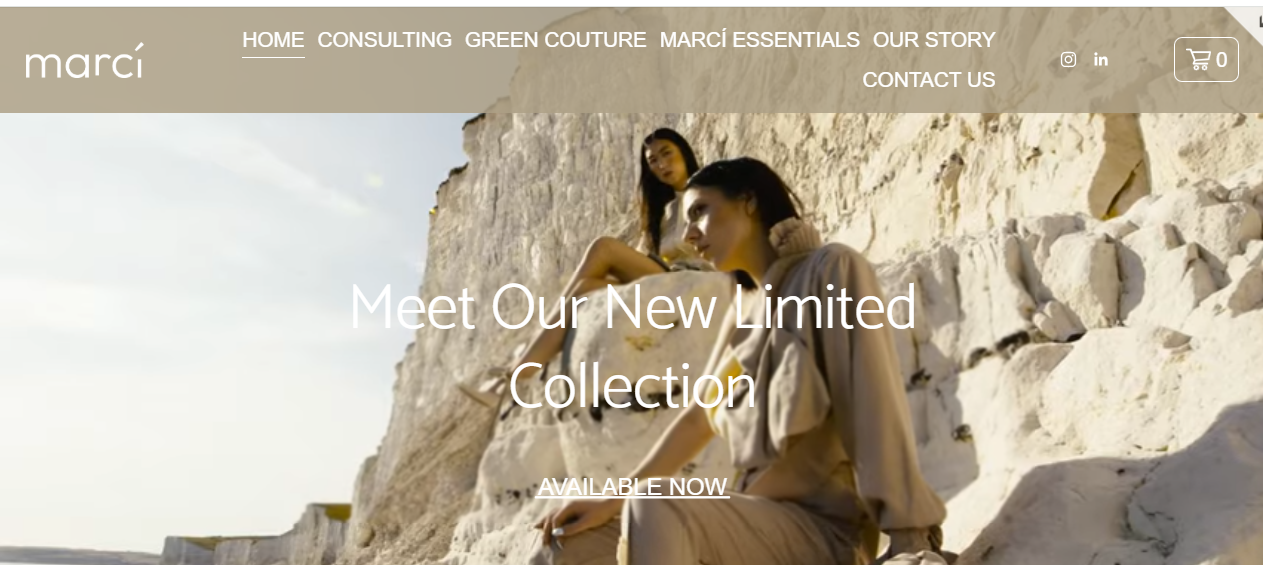 marcí
HOME CONSULTING GREEN COUTURE MARCÍ ESSENTIALS OUR STORY
CONTACT US
0
Meet Our New Limited
Collection
AVAILABLE NOW